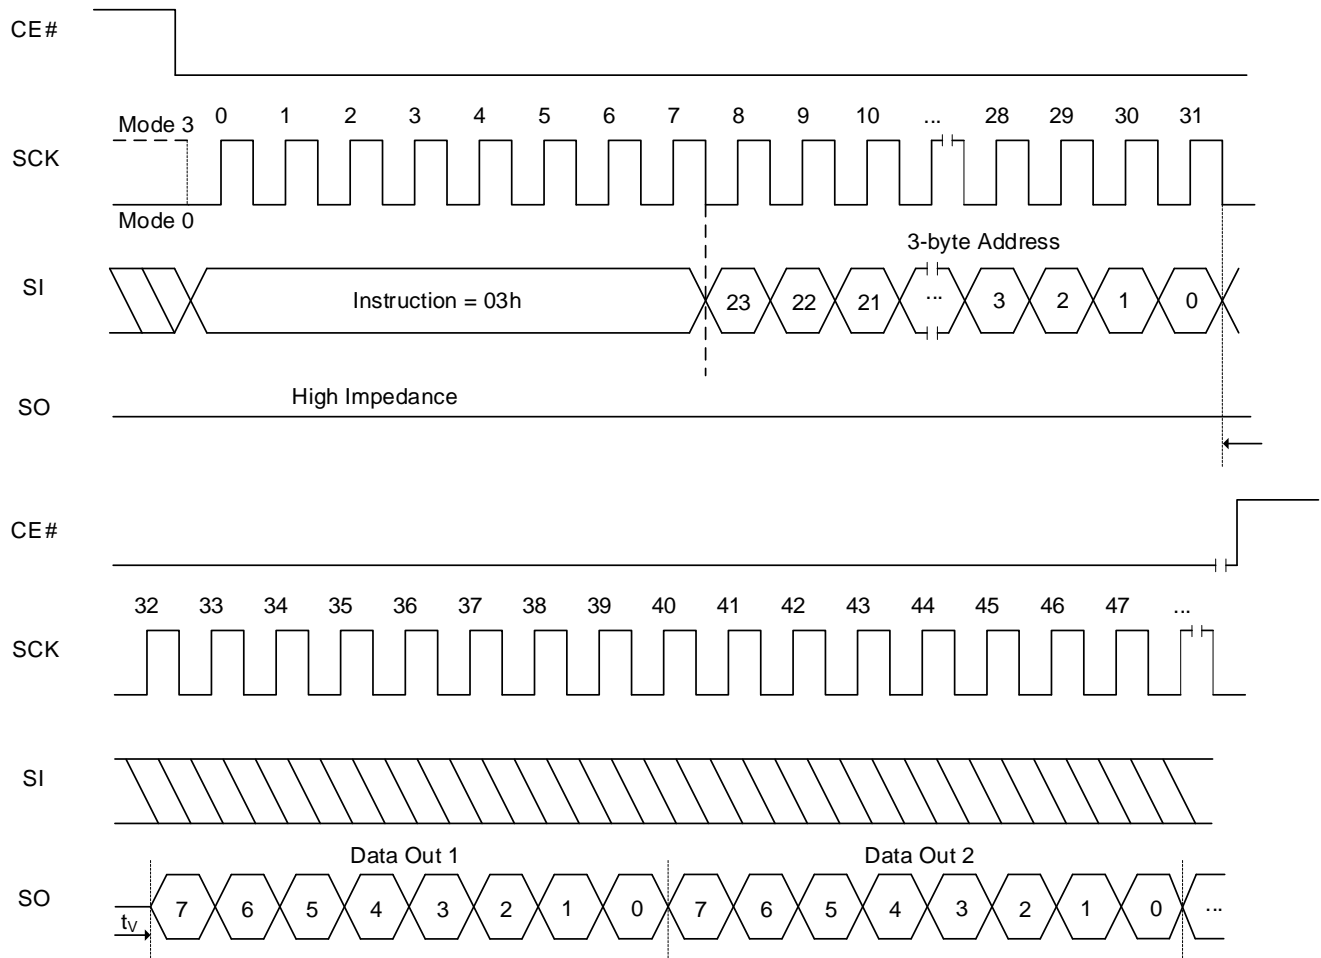 CE#
0 1 2 3 4 5 6 7 8 9 10 ... 28 29 30 31
Mode 3
SCK
Mode 0
3-byte Address
SI
Instruction = 03h 23 22 21 ... 3 2 1 0
High Impedance
SO
CE#
32 33 34 35 36 37 38 39 40 41 42 43 44 45 46 47 ...
SCK
SI
Data Out 1 Data Out 2
SO
7 6 5 4 3 2 1 0 7 6 5 4 3 2 1 0 ...
tV